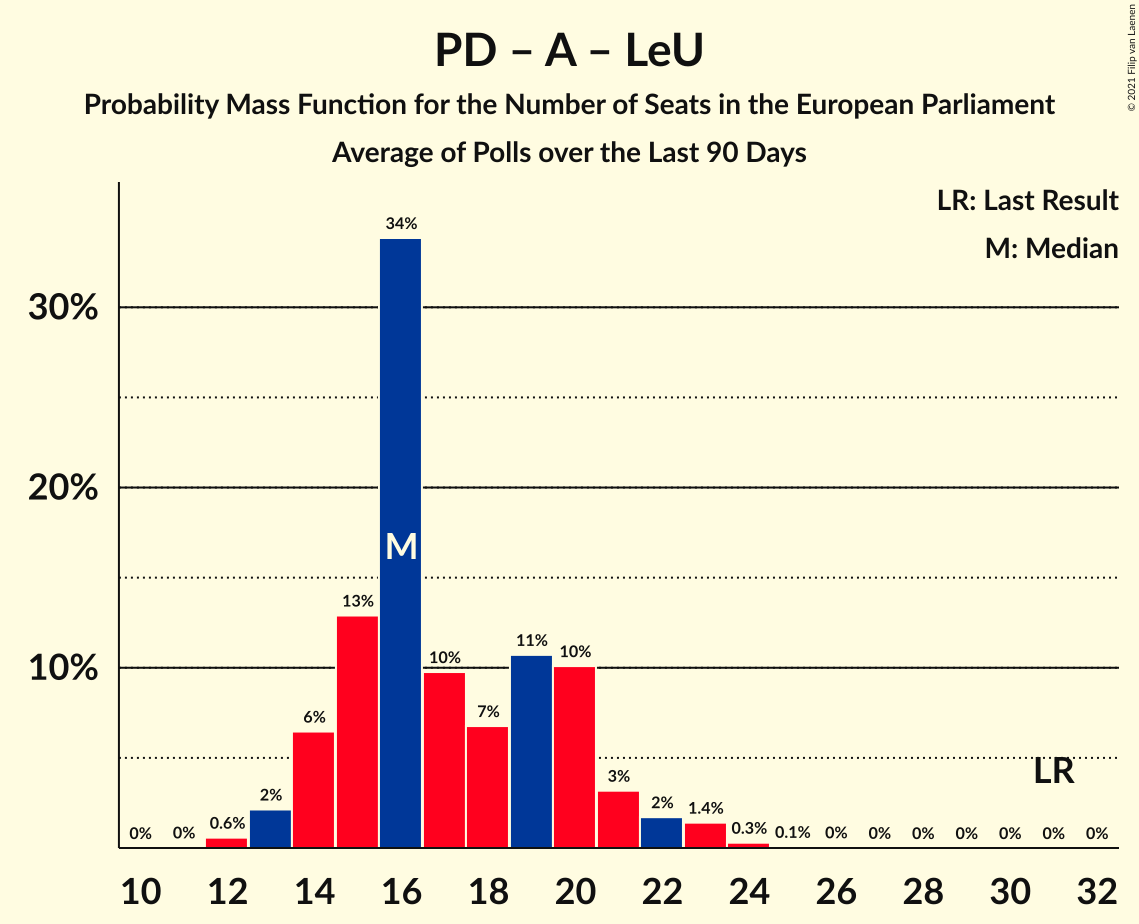 PD – A – LeU
Probability Mass Function for the Number of Seats in the European Parliament
Average of Polls over the Last 90 Days
© 2021 Filip van Laenen
LR: Last Result
M: Median
30%
20%
10%
0% 0% 0.6% 2% 6% 13% 34% 10% 7% 11% 10% 3% 2% 1.4% 0.3% 0.1% 0% 0% 0% 0% 0% 0% 0%
M
LR
10 12 14 16 18 20 22 24 26 28 30 32